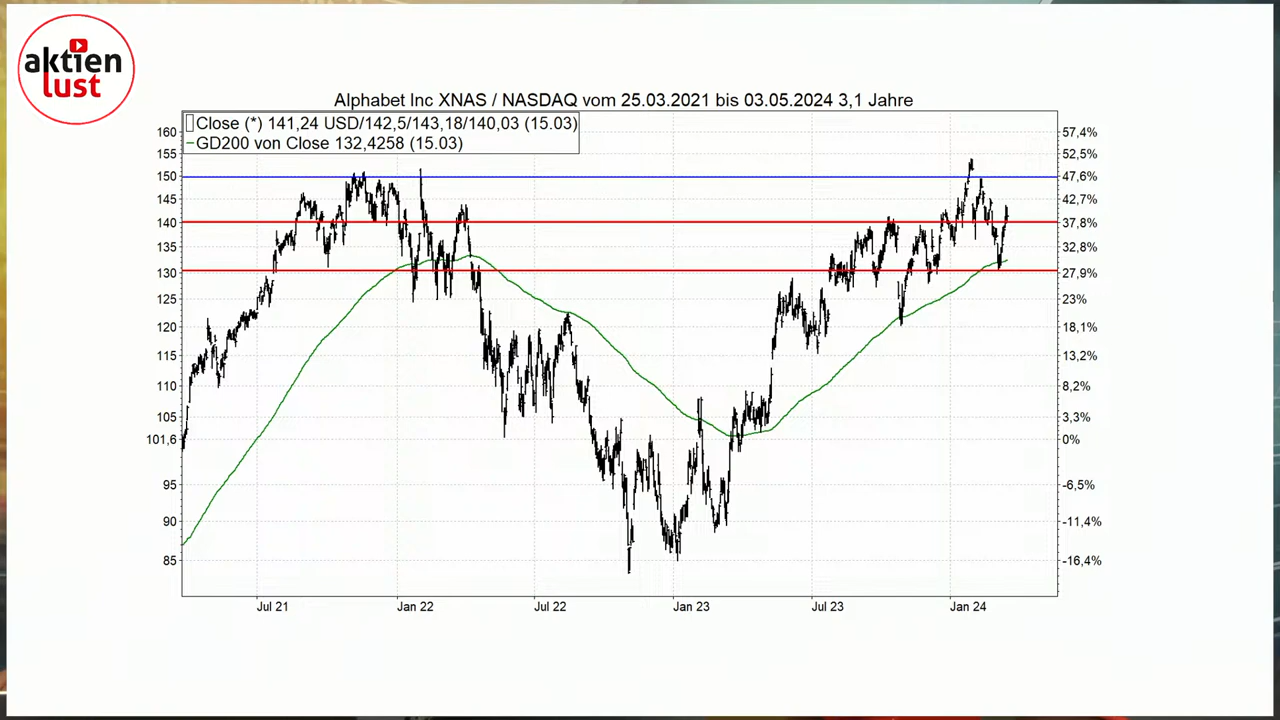 aktien
lust
Alphabet Inc XNAS / NASDAQ vom 25.03.2021 bis 03.05.2024 3,1 Jahre
Close (*) 141,24 USD/142,5/143,18/140,03 (15.03)
GD200 von Close 132,4258 (15.03)
160 57,4%
155 52,5%
150 47,6%
145 42,7%
140 37,8%
135 32,8%
130 27,9%
125 23%
120 18,1%
115 13,2%
110 8,2%
105 3,3%
101,6 0%
95 -6,5%
90 -11,4%
85 -16,4%
Jul 21 Jan 22 Jul 22 Jan 23 Jul 23 Jan 24